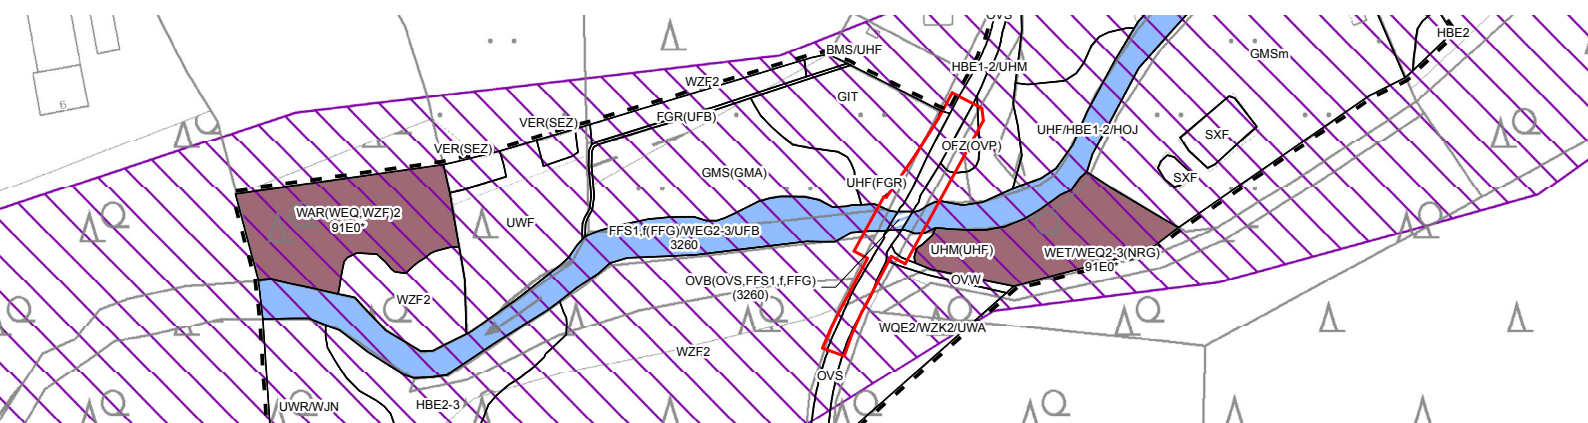 OVS
HBE2
BMS/UHF
GMSm
HBE1-2/UHM
WZF2
GIT
6
FGR(UFB)
VER(SEZ)
UHF/HBE1-2/HOJ
SXF
OFZ(OVP)
VER(SEZ)
GMS(GMA)
SXF
UHF(FGR)
WAR(WEQ,WZF)2
91E0*
UWF
FFS1,f(FFG)/WEG2-3/UFB
3260
UHM(UHF)
WET/WEQ2-3(NRG)
91E0*
OVB(OVS,FFS1,f,FFG)
(3260)
OVW
WZF2
WQE2/WZK2/UWA
WZF2
OVS
HBE2-3
UWR/WJN